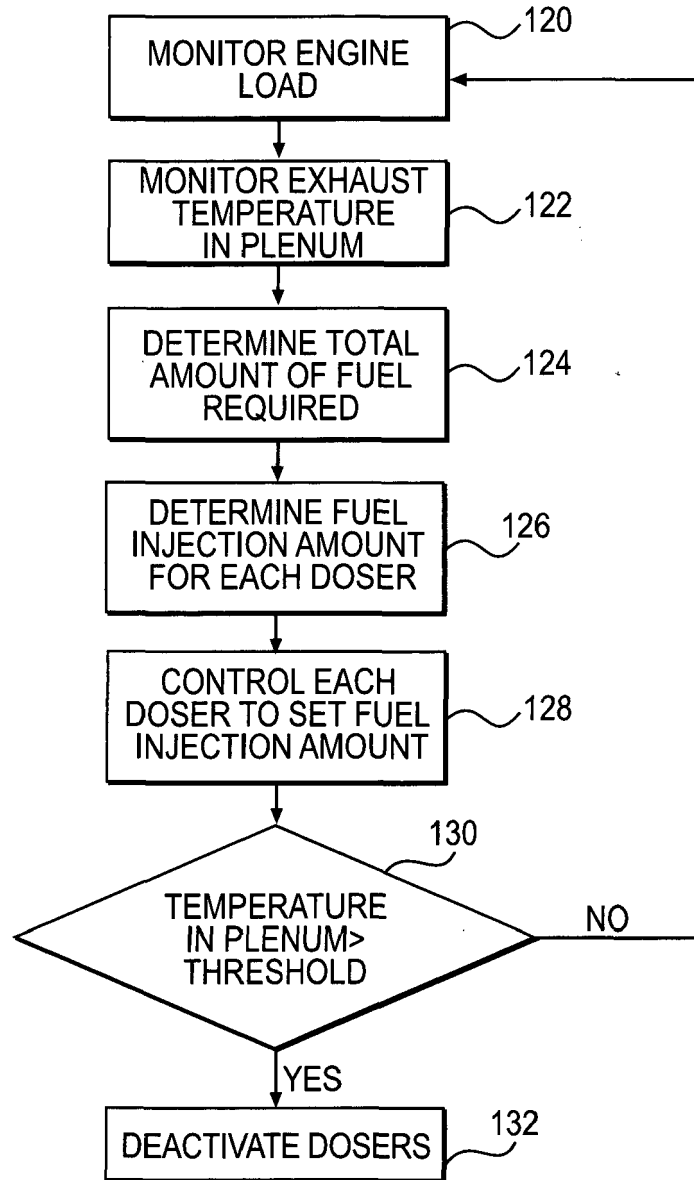 120
MONITOR ENGINE
LOAD
MONITOR EXHAUST
TEMPERATURE
IN PLENUM
122
DETERMINE TOTAL
AMOUNT OF FUEL
REQUIRED
124
DETERMINE FUEL
INJECTION AMOUNT
FOR EACH DOSER
126
CONTROL EACH
DOSER TO SET FUEL
INJECTION AMOUNT
128
130
TEMPERATURE
IN PLENUM>
THRESHOLD
NO
YES
DEACTIVATE DOSERS
132